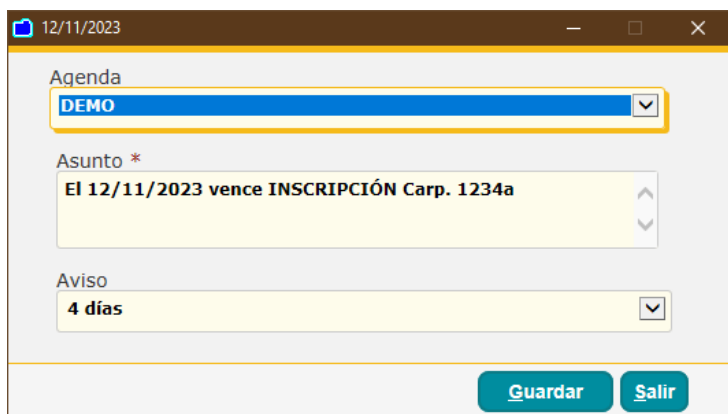 12/11/2023
Agenda
DEMO
Asunto *
El 12/11/2023 vence INSCRIPCIÓN Carp. 1234a
Aviso
4 días
Guardar Salir